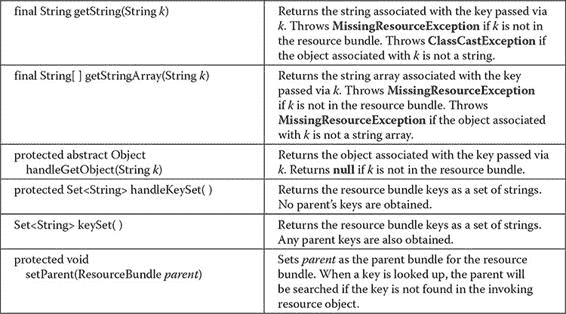 final String getString(String k)
Returns the string associated with the key passed via
k. Throws MissingResourceException if k is not in
the resource bundle. Throws ClassCastException if
the object associated with k is not a string.
final String[ ] getStringArray(String k)
Returns the string array associated with the key
passed via k. Throws MissingResourceException
if k is not in the resource bundle. Throws
MissingResourceException if the object associated
with k is not a string array.
protected abstract Object
handleGetObject(String k)
Returns the object associated with the key passed via
k. Returns null if k is not in the resource bundle.
protected Set<String> handleKeySet( )
Returns the resource bundle keys as a set of strings.
No parent's keys are obtained.
Set<String> keySet( )
Returns the resource bundle keys as a set of strings.
Any parent keys are also obtained.
protected void
setParent(ResourceBundle parent)
Sets parent as the parent bundle for the
resource bundle. When a key is looked up, the parent will
be searched if the key is not found in the invoking
resource object.